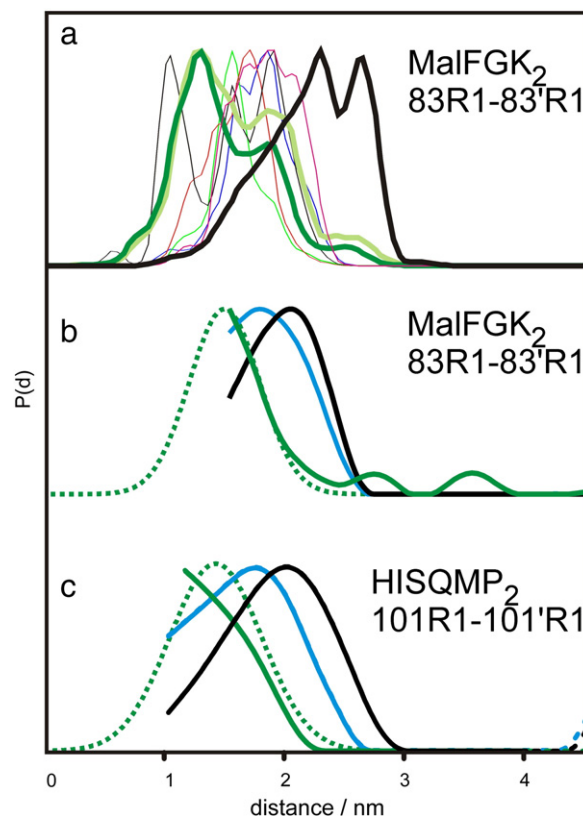 a
MalFGK₂
83R1-83'R1
b
MalFGK₂
83R1-83'R1
P(d)
c
HISQMP₂
101R1-101'R1
0 1 2 3 4
distance / nm